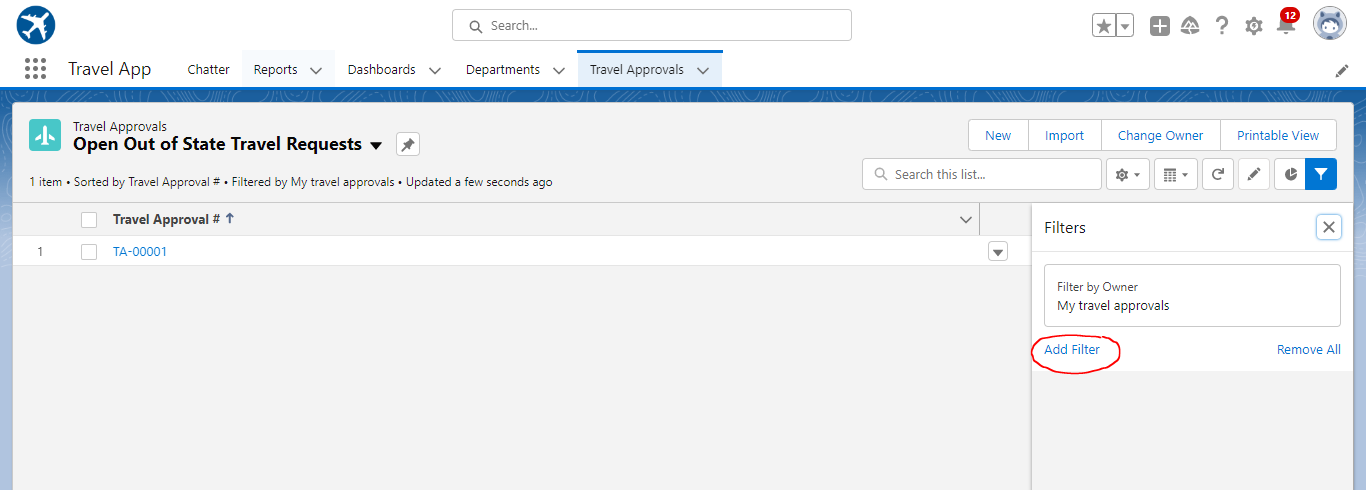 Search...
12
Travel App
Chatter
Reports
Dashboards
Departments
Travel Approvals
Travel Approvals
Open Out of State Travel Requests
New
Import
Change Owner
Printable View
1 item • Sorted by Travel Approval # • Filtered by My travel approvals • Updated a few seconds ago
Search this list...
Travel Approval # ↑
1
TA-00001
Filters
Filter by Owner
My travel approvals
Add Filter
Remove All